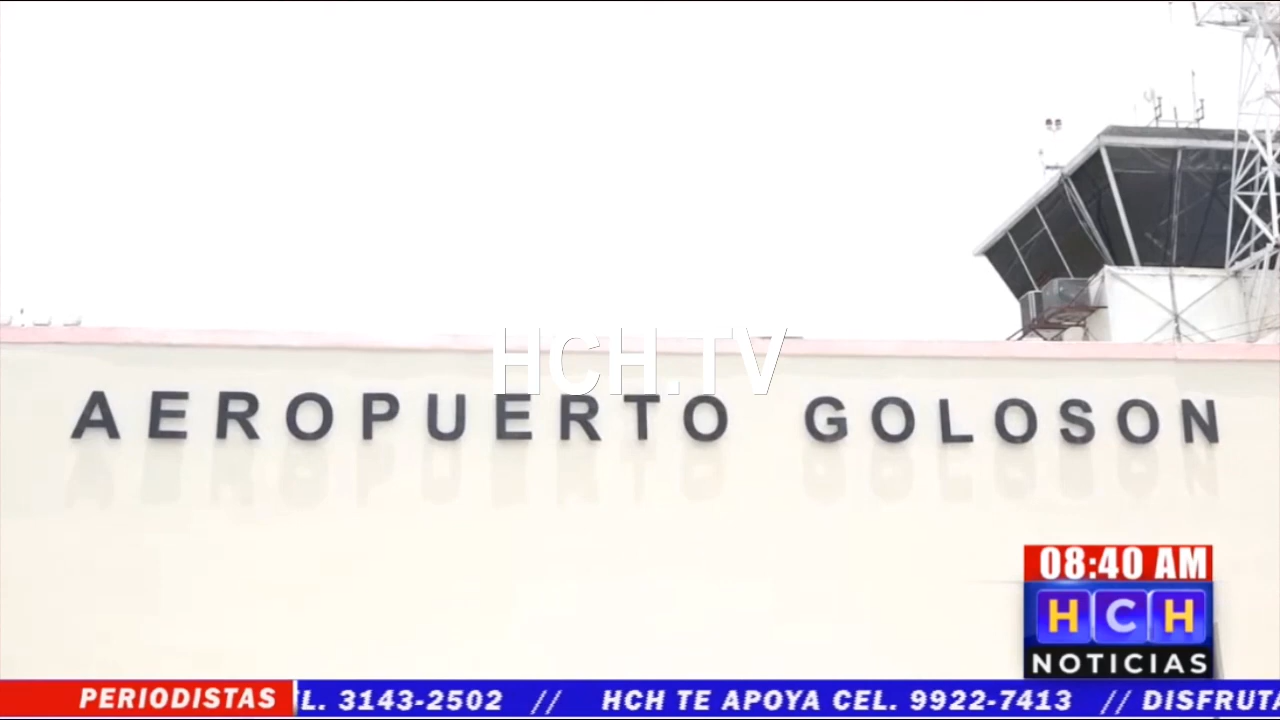 HCH.TV
AEROPUERTO GOLOSON
08:40 AM
HCH
NOTICIAS
PERIODISTAS L. 3143-2502 // HCH TE APOYA CEL. 9922-7413 // DISFRUTA